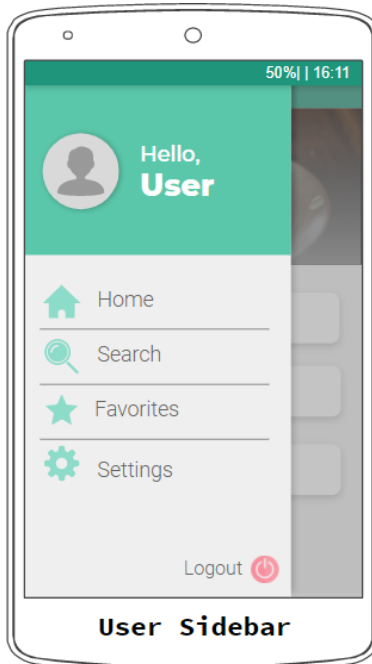 50%| | 16:11
Hello,
User
Home
Search
Favorites
Settings
Logout
User Sidebar